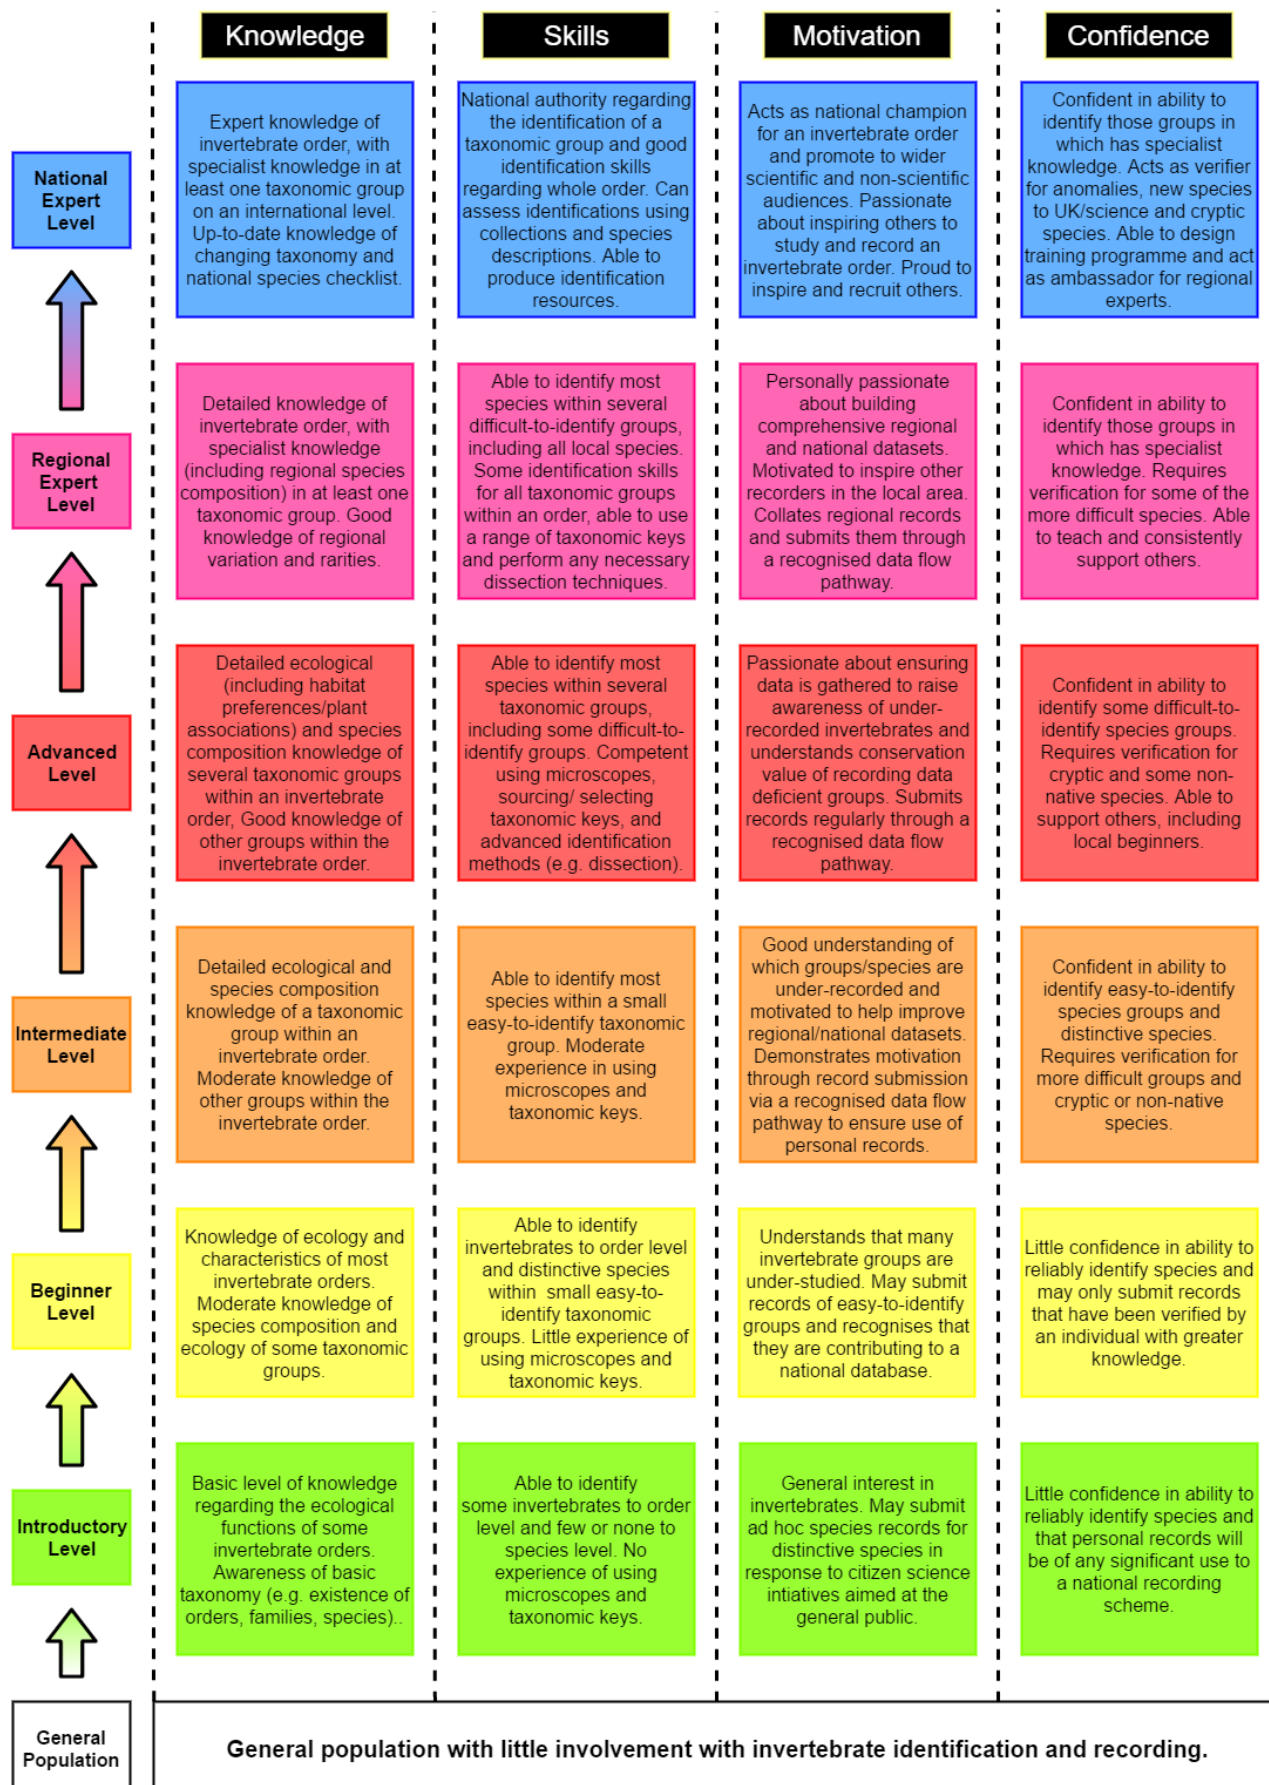 Knowledge
Skills
Motivation
Confidence
National
Expert
Level
Expert knowledge of
invertebrate order, with
specialist knowledge in at
least one taxonomic group
on an international level.
Up-to-date knowledge of
changing taxonomy and
national species checklist.
National authority regarding
the identification of a
taxonomic group and good
identification skills
regarding whole order. Can
assess identifications using
collections and species
descriptions. Able to
produce identification
resources.
Acts as national champion
for an invertebrate order
and promote to wider
scientific and non-scientific
audiences. Passionate
about inspiring others to
study and record an
invertebrate order. Proud to
inspire and recruit others.
Confident in ability to
identify those groups in
which has specialist
knowledge. Acts as verifier
for anomalies, new species
to UK/science and cryptic
species. Able to design
training programme and act
as ambassador for regional
experts.
Regional
Expert
Level
Detailed knowledge of
invertebrate order, with
specialist knowledge
(including regional species
composition) in at least one
taxonomic group. Good
knowledge of regional
variation and rarities.
Able to identify most
species within several
difficult-to-identify groups,
including all local species.
Some identification skills
for all taxonomic groups
within an order, able to use
a range of taxonomic keys
and perform any necessary
dissection techniques.
Personally passionate
about building
comprehensive regional
and national datasets.
Motivated to inspire other
recorders in the local area.
Collates regional records
and submits them through
a recognised data flow
pathway.
Confident in ability to
identify those groups in
which has specialist
knowledge. Requires
verification for some of the
more difficult species. Able
to teach and consistently
support others.
Advanced
Level
Detailed ecological
(including habitat
preferences/plant
associations) and species
composition knowledge of
several taxonomic groups
within an invertebrate
order, Good knowledge of
other groups within the
invertebrate order.
Able to identify most
species within several
taxonomic groups,
including some difficult-to-
identify groups. Competent
using microscopes,
sourcing/ selecting
taxonomic keys, and
advanced identification
methods (e.g. dissection).
Passionate about ensuring
data is gathered to raise
awareness of under-
recorded invertebrates and
understands conservation
value of recording data
deficient groups. Submits
records regularly through a
recognised data flow
pathway.
Confident in ability to
identify some difficult-to-
identify species groups.
Requires verification for
cryptic and some non-
native species. Able to
support others, including
local beginners.
Intermediate
Level
Detailed ecological and
species composition
knowledge of a taxonomic
group within an
invertebrate order.
Moderate knowledge of
other groups within the
invertebrate order.
Able to identify most
species within a small
easy-to-identify taxonomic
group. Moderate
experience in using
microscopes and
taxonomic keys.
Good understanding of
which groups/species are
under-recorded and
motivated to help improve
regional/national datasets.
Demonstrates motivation
through record submission
via a recognised data flow
pathway to ensure use of
personal records.
Confident in ability to
identify easy-to-identify
species groups and
distinctive species.
Requires verification for
more difficult groups and
cryptic or non-native
species.
Beginner
Level
Knowledge of ecology and
characteristics of most
invertebrate orders.
Moderate knowledge of
species composition and
ecology of some taxonomic
groups.
Able to identify
invertebrates to order level
and distinctive species
within small easy-to-
identify taxonomic
groups. Little experience of
using microscopes and
taxonomic keys.
Understands that many
invertebrate groups are
under-studied. May submit
records of easy-to-identify
groups and recognises that
they are contributing to a
national database.
Little confidence in ability to
reliably identify species and
may only submit records
that have been verified by
an individual with greater
knowledge.
Introductory
Level
Basic level of knowledge
regarding the ecological
functions of some
invertebrate orders.
Awareness of basic
taxonomy (e.g. existence of
orders, families, species)..
Able to identify
some invertebrates to order
level and few or none to
species level. No
experience of using
microscopes and
taxonomic keys.
General interest in
invertebrates. May submit
ad hoc species records for
distinctive species in
response to citizen science
intiatives aimed at the
general public.
Little confidence in ability to
reliably identify species and
that personal records will
be of any significant use to
a national recording
scheme.
General
Population
General population with little involvement with invertebrate identification and recording.